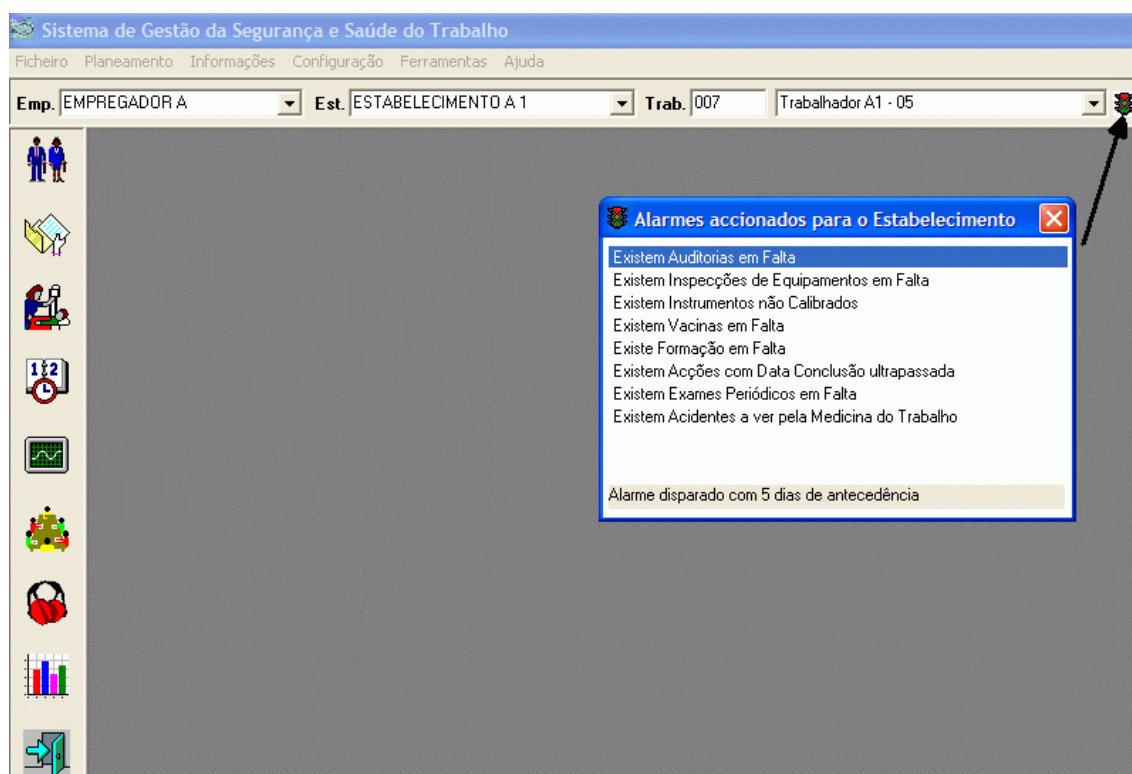 Sistema de Gestão da Segurança e Saúde do Trabalho
Ficheiro Planeamento Informações Configuração Ferramentas Ajuda
Emp. EMPREGADOR A Est. ESTABELECIMENTO A 1 Trab. 007 Trabalhador A1 - 05
Alarmes accionados para o Estabelecimento
Existem Auditorias em Falta
Existem Inspecções de Equipamentos em Falta
Existem Instrumentos não Calibrados
Existem Vacinas em Falta
Existe Formação em Falta
Existem Acções com Data Conclusão ultrapassada
Existem Exames Periódicos em Falta
Existem Acidentes a ver pela Medicina do Trabalho
Alarme disparado com 5 dias de antecedência
1 2